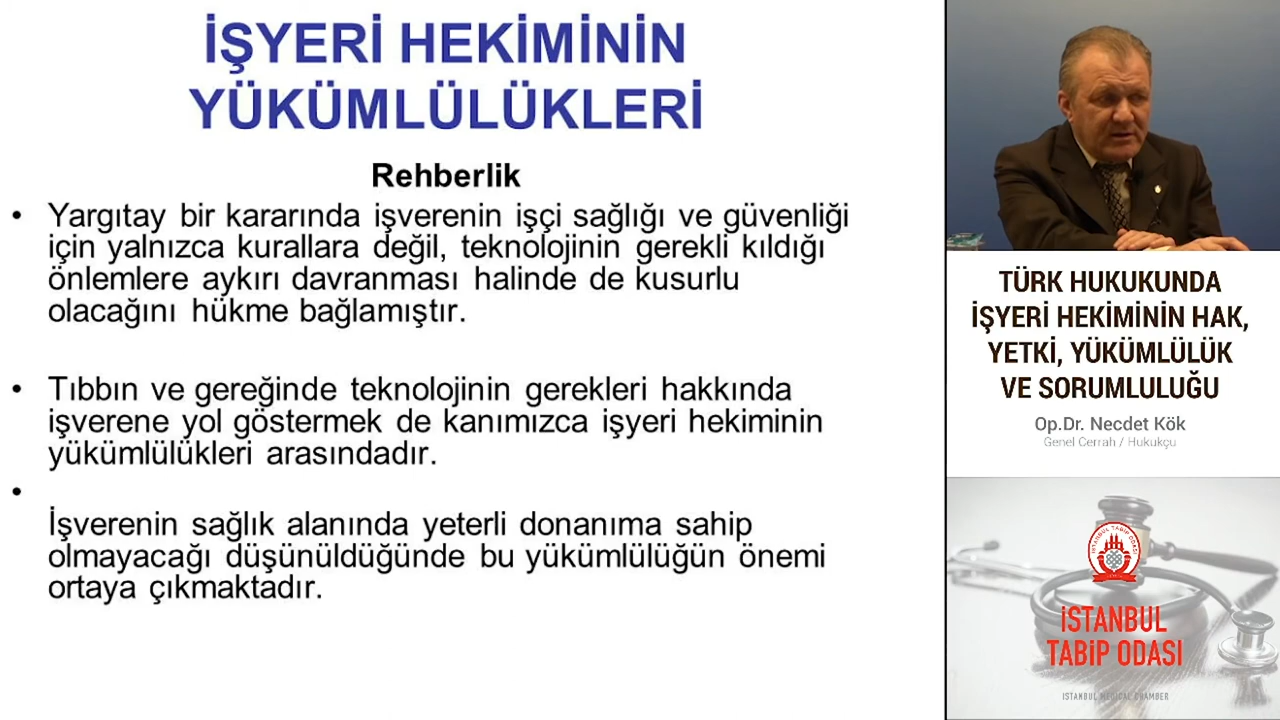 İŞYERİ HEKİMİNİN
YÜKÜMLÜLÜKLERİ
Rehberlik
• Yargıtay bir kararında işverenin işçi sağlığı ve güvenliği
için yalnızca kurallara değil, teknolojinin gerekli kıldığı
önlemlere aykırı davranması halinde de kusurlu
olacağını hükme bağlamıştır.
• Tıbbın ve gereğinde teknolojinin gerekleri hakkında
işverene yol göstermek de kanımızca işyeri hekiminin
yükümlülükleri arasındadır.
•
İşverenin sağlık alanında yeterli donanıma sahip
olmayacağı düşünüldüğünde bu yükümlülüğün önemi
ortaya çıkmaktadır.
TÜRK HUKUKUNDA
İŞYERİ HEKİMİNİN HAK,
YETKİ, YÜKÜMLÜLÜK
VE SORUMLULUĞU
Op.Dr. Necdet Kök
Genel Cerrah / Hukukçu
İSTANBUL TABİP ODASI
İSTANBUL
TABİP ODASI
ISTANBUL MEDICAL CHAMBER